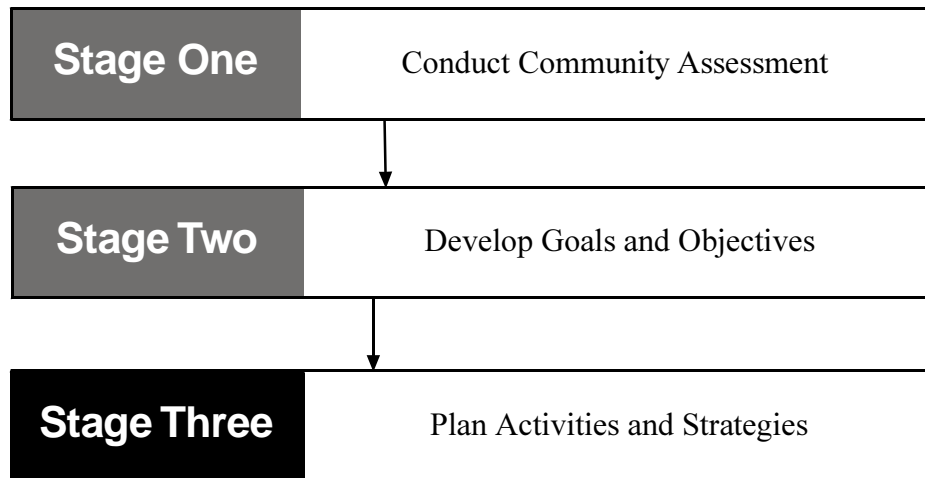 Stage One
Conduct Community Assessment
Stage Two
Develop Goals and Objectives
Stage Three
Plan Activities and Strategies